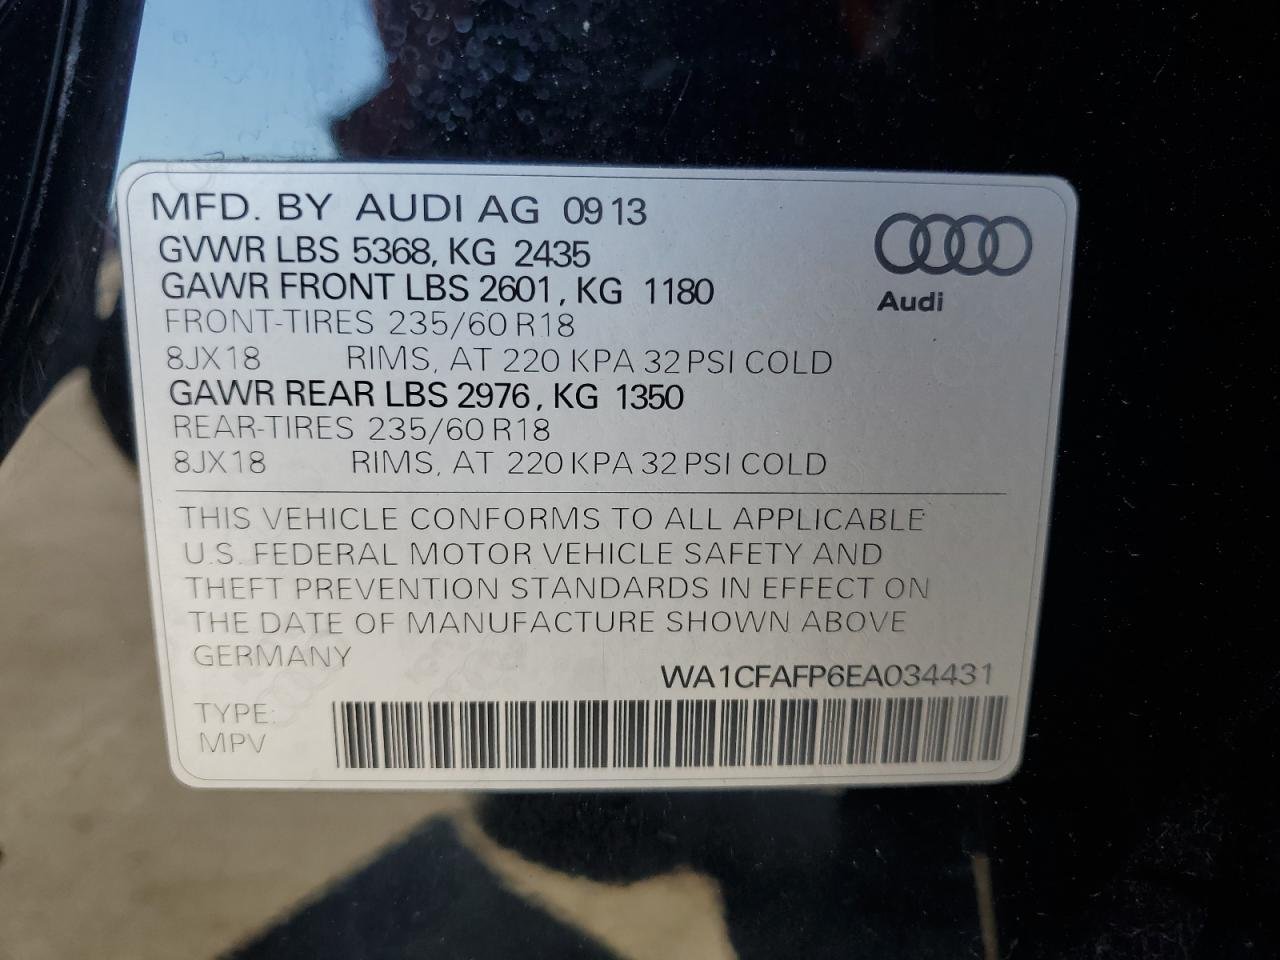 MFD. BY AUDI AG 09 13
GVWR LBS 5368, KG 2435
GAWR FRONT LBS 2601, KG 1180
FRONT-TIRES 235/60 R18
8JX18 RIMS, AT 220 KPA 32 PSI COLD
GAWR REAR LBS 2976, KG 1350
REAR-TIRES 235/60 R18
8JX18 RIMS, AT 220 KPA 32 PSI COLD
Audi
THIS VEHICLE CONFORMS TO ALL APPLICABLE
U.S. FEDERAL MOTOR VEHICLE SAFETY AND
THEFT PREVENTION STANDARDS IN EFFECT ON
THE DATE OF MANUFACTURE SHOWN ABOVE
GERMANY
WA1CFAFP6EA034431
TYPE:
MPV